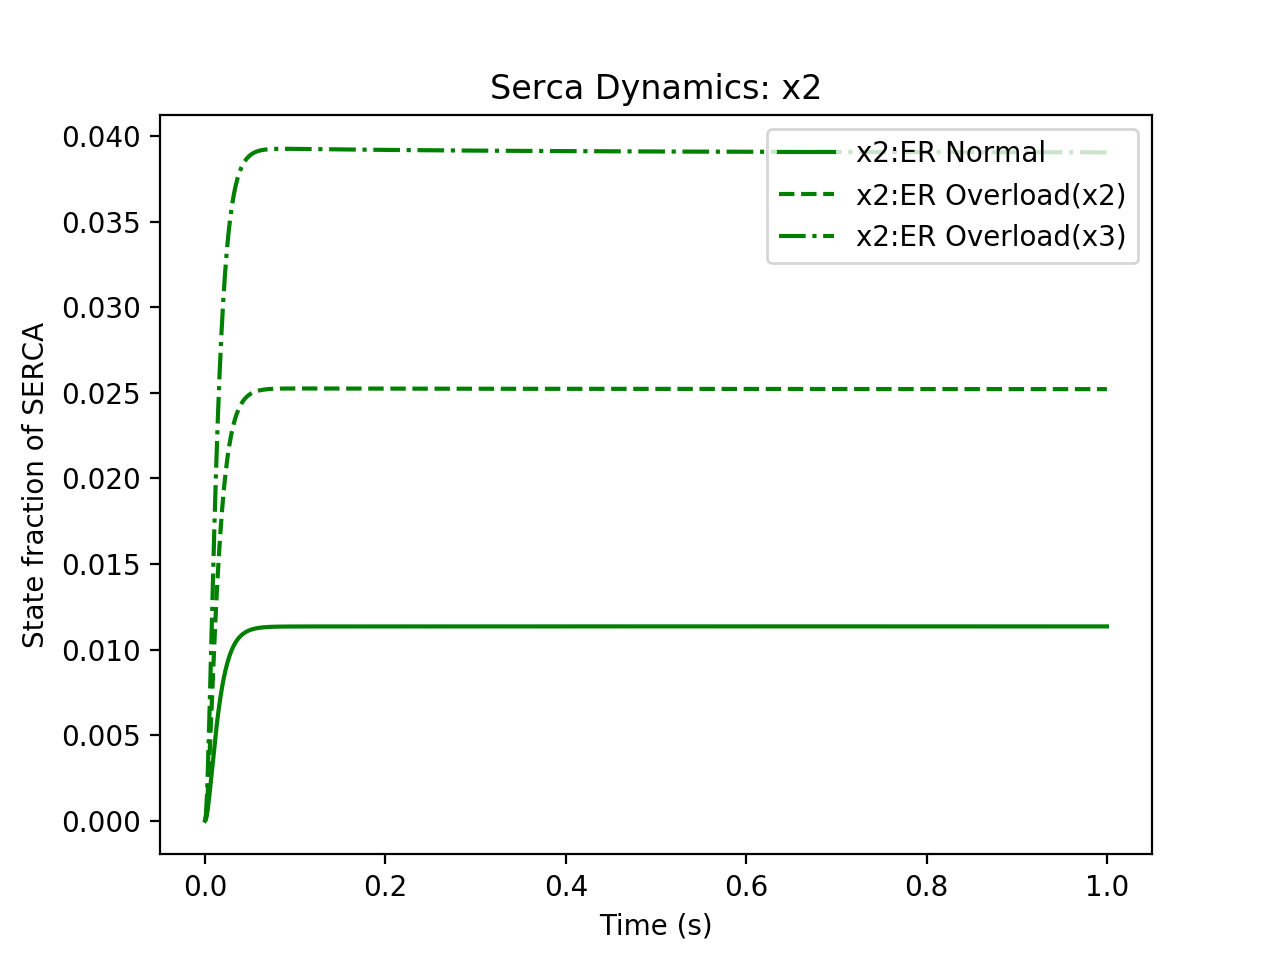 Serca Dynamics: x2
0.040
0.035
0.030
0.025
0.020
0.015
0.010
0.005
0.000
State fraction of SERCA
x2:ER Normal
x2:ER Overload(x2)
x2:ER Overload(x3)
0.0 0.2 0.4 0.6 0.8 1.0
Time (s)